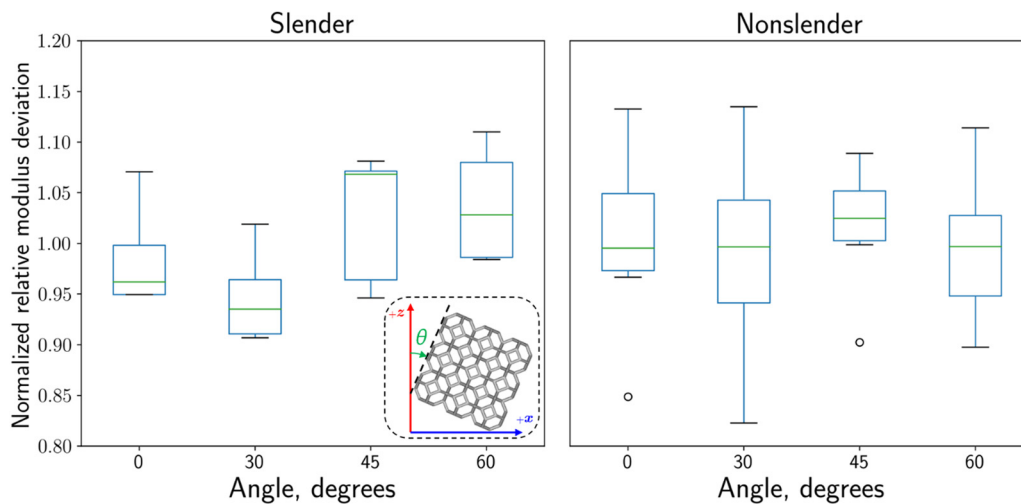 Slender
Nonslender
Normalized relative modulus deviation
1.20
1.15
1.10
1.05
1.00
0.95
0.90
0.85
0.80
+z
θ
+x
0 30 45 60
0 30 45 60
Angle, degrees
Angle, degrees